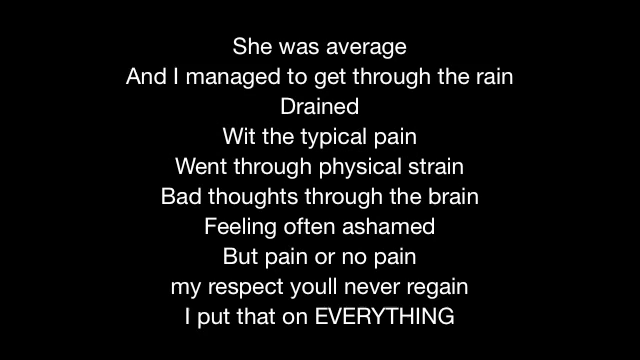 She was average
And I managed to get through the rain
Drained
Wit the typical pain
Went through physical strain
Bad thoughts through the brain
Feeling often ashamed
But pain or no pain
my respect youll never regain
I put that on EVERYTHING